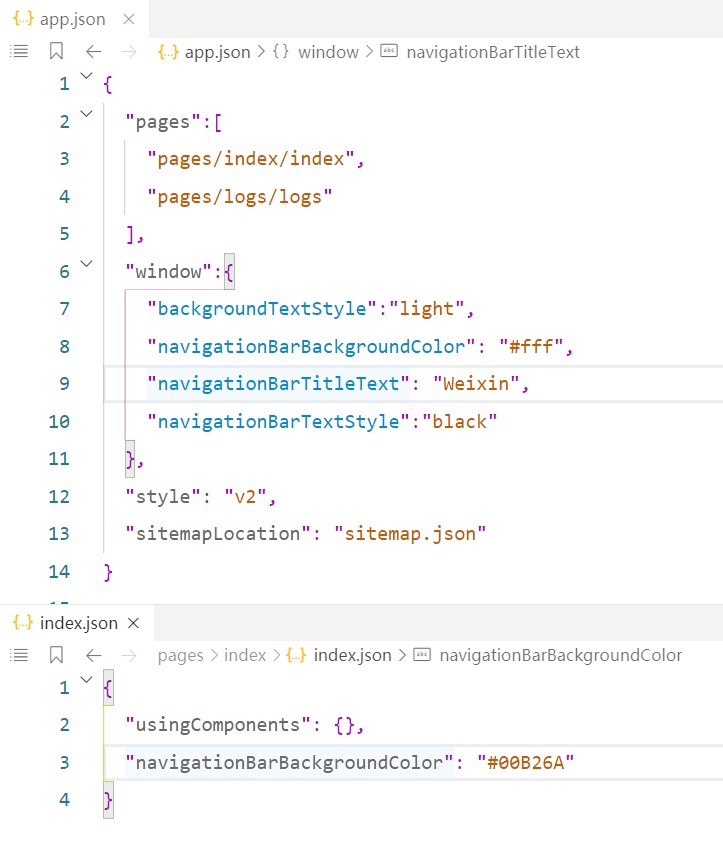 {..} app.json ×
{..} app.json > {} window > abc navigationBarTitleText
1 {
2 "pages":[
3 "pages/index/index",
4 "pages/logs/logs"
5 ],
6 "window":{
7 "backgroundTextStyle":"light",
8 "navigationBarBackgroundColor": "#fff",
9 "navigationBarTitleText": "Weixin",
10 "navigationBarTextStyle":"black"
11 },
12 "style": "v2",
13 "sitemapLocation": "sitemap.json"
14 }
{..} index.json ×
pages > index > {..} index.json > abc navigationBarBackgroundColor
1 {
2 "usingComponents": {},
3 "navigationBarBackgroundColor": "#00B26A"
4 }